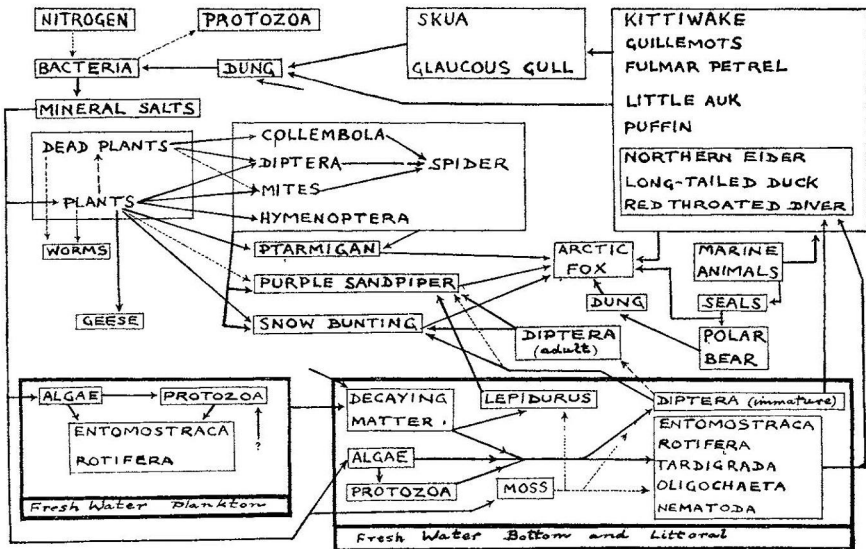 NITROGEN
PROTOZOA
BACTERIA
DUNG
MINERAL SALTS
SKUA
GLAUCOUS GULL
KITTIWAKE
GUILLEMOTS
FULMAR PETREL
LITTLE AUK
PUFFIN
NORTHERN EIDER
LONG-TAILED DUCK
RED THROATED DIVER
DEAD PLANTS
PLANTS
WORMS
GEESE
COLLEMBOLA
DIPTERA
MITES
HYMENOPTERA
SPIDER
PTARMIGAN
PURPLE SANDPIPER
SNOW BUNTING
ARCTIC
FOX
MARINE
ANIMALS
DUNG
SEALS
POLAR
BEAR
DIPTERA
(adult)
ALGAE
PROTOZOA
ENTOMOSTRACA
ROTIFERA
?
Fresh Water Plankton
DECAYING
MATTER.
LEPIDURUS
DIPTERA (immature)
ALGAE
PROTOZOA
MOSS
ENTOMOSTRACA
ROTIFERA
TARDIGRADA
OLIGOCHAETA
NEMATODA
Fresh Water Bottom and Littoral